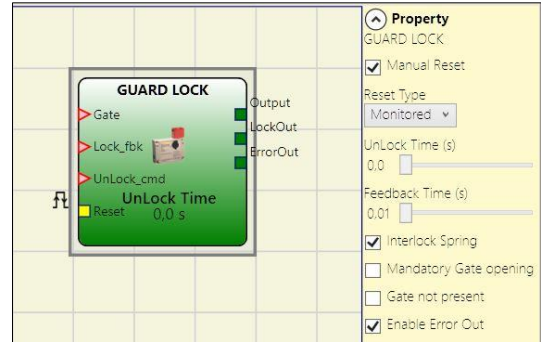 GUARD LOCK
Gate
Lock_fbk
UnLock_cmd
Reset
UnLock Time
0,0 s
Output
LockOut
ErrorOut
Property
GUARD LOCK
Manual Reset
Reset Type
Monitored
UnLock Time (s)
0,0
Feedback Time (s)
0,01
Interlock Spring
Mandatory Gate opening
Gate not present
Enable Error Out